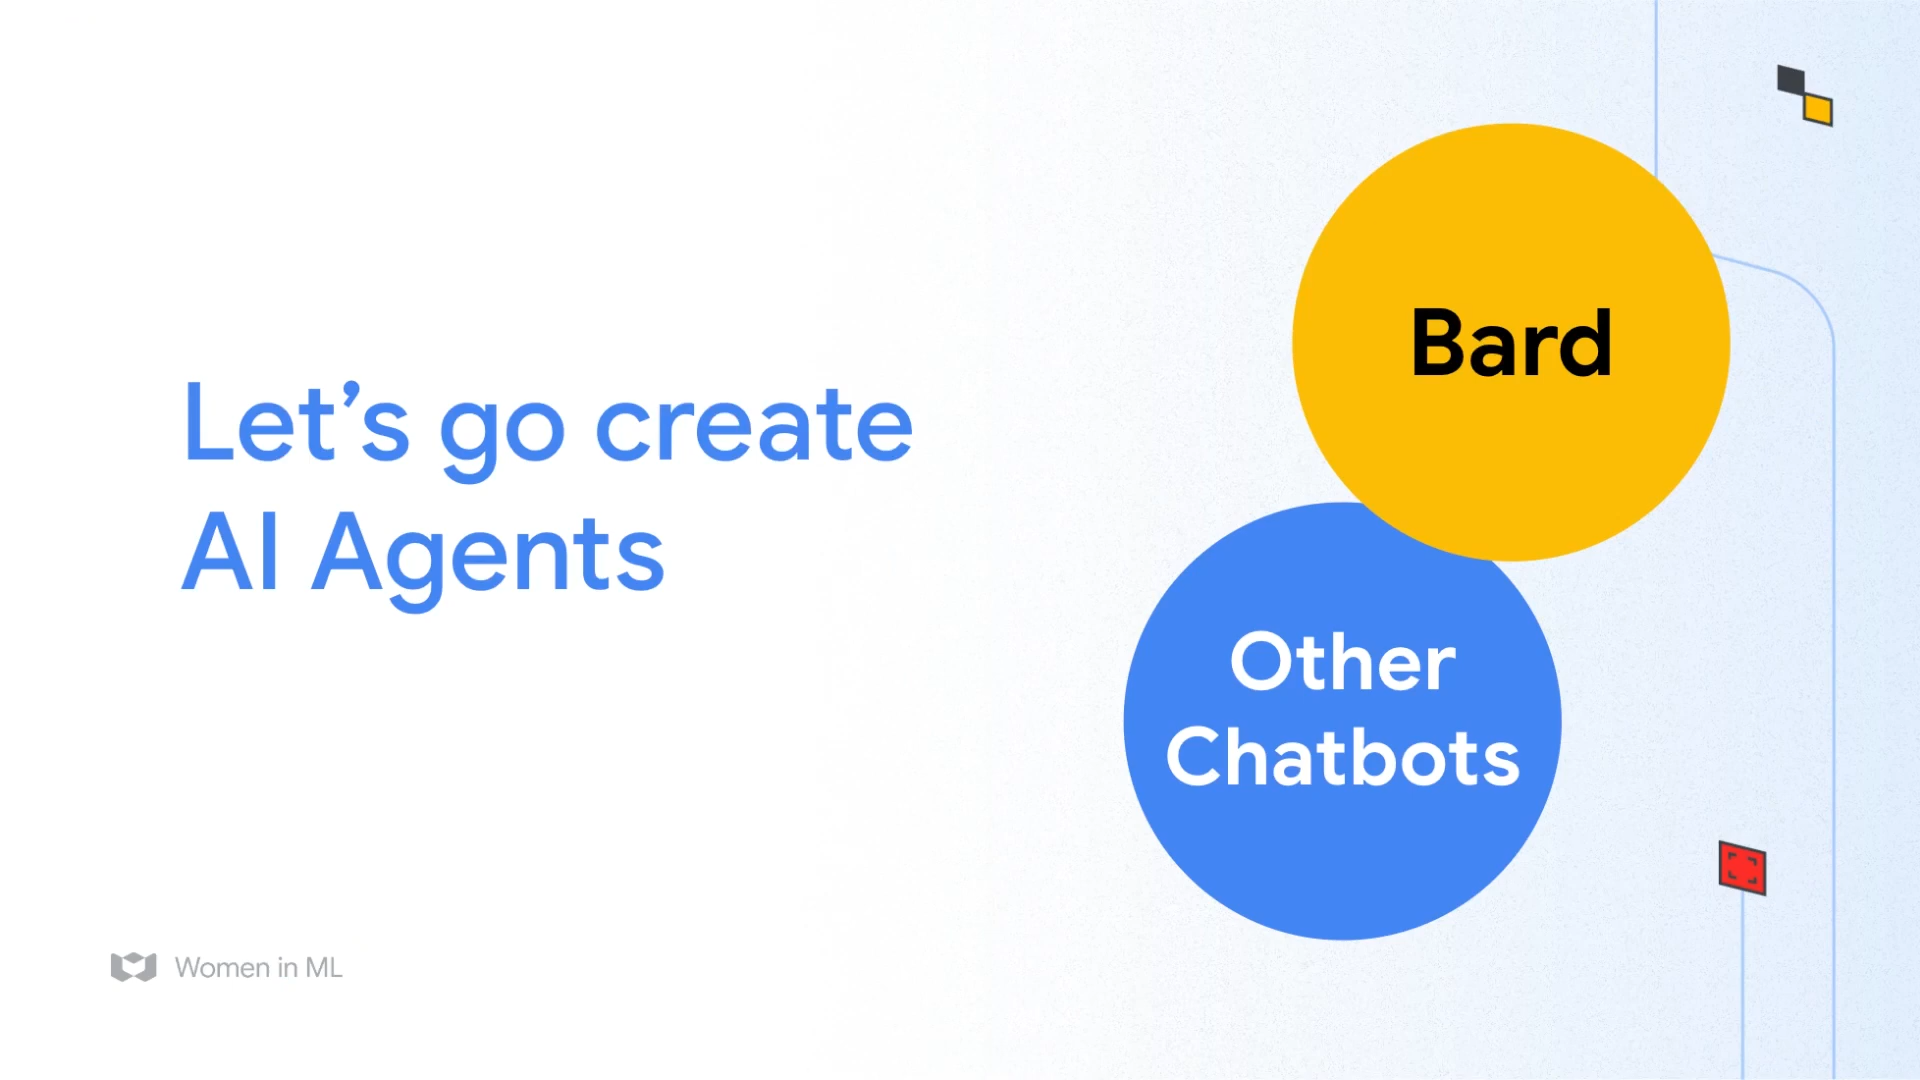 Let’s go create
AI Agents
Bard
Other
Chatbots
Women in ML